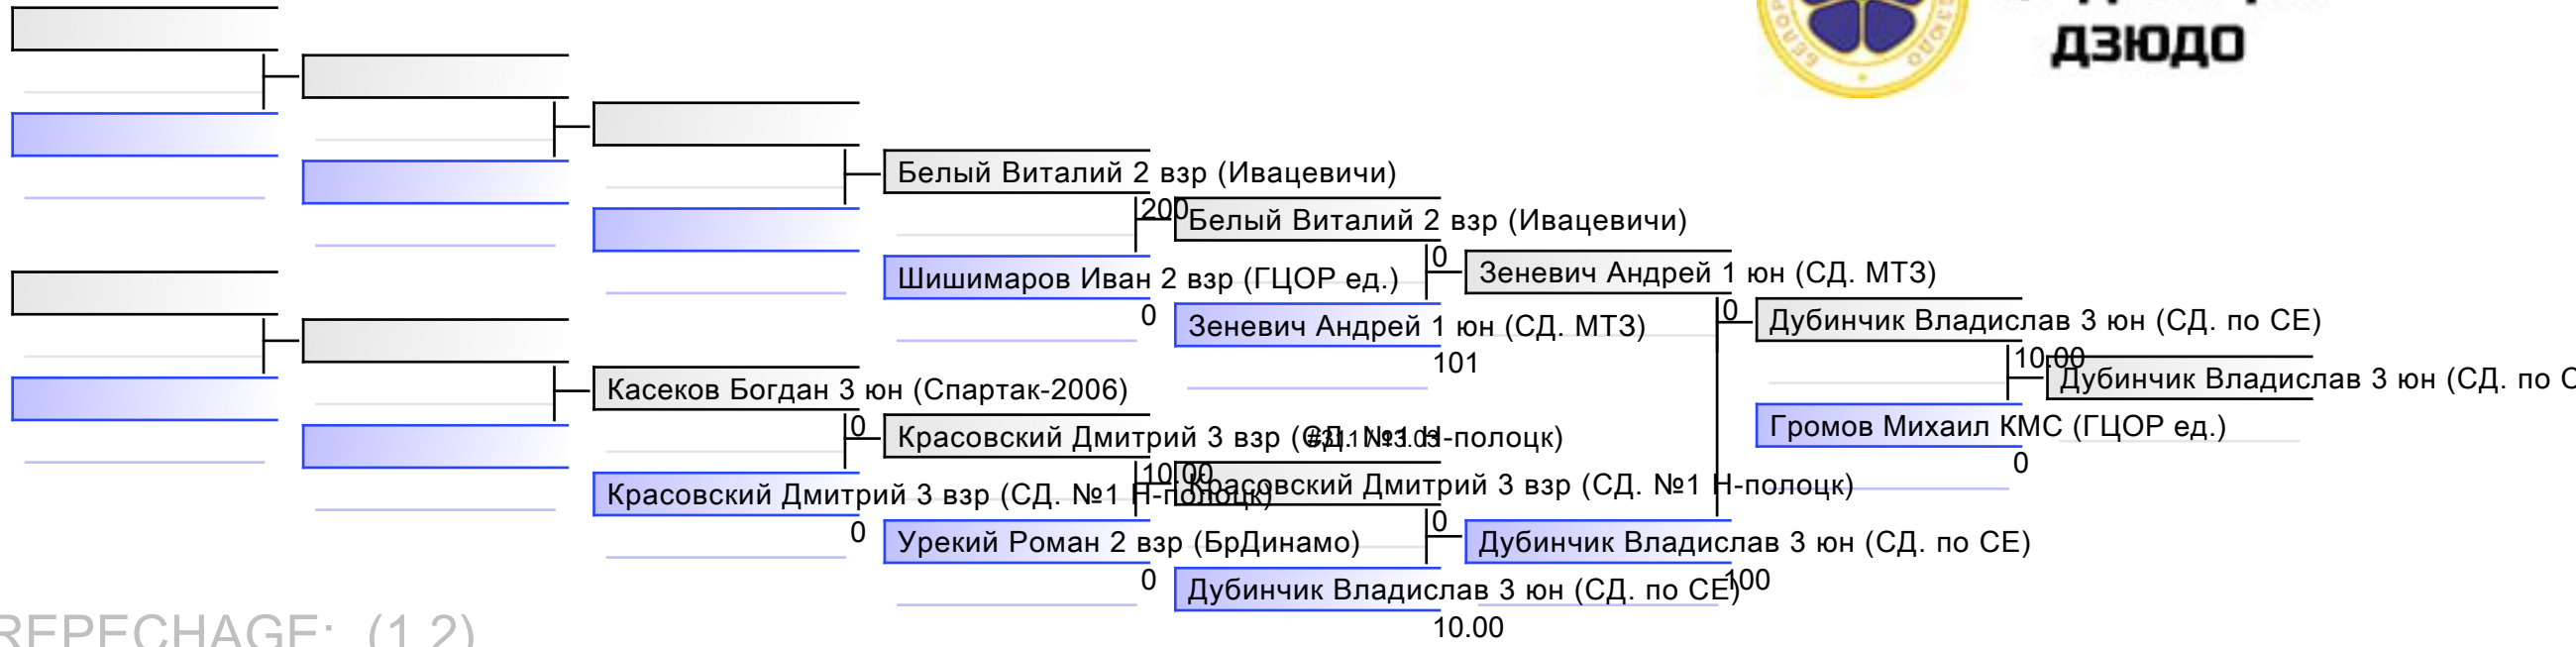 ДЗЮДО
Белый Виталий 2 взр (Ивацевичи)
200
Белый Виталий 2 взр (Ивацевичи)
0
Шишимаров Иван 2 взр (ГЦОР ед.)
0
Зеневич Андрей 1 юн (СД. МТЗ)
0
Зеневич Андрей 1 юн (СД. МТЗ)
101
Дубинчик Владислав 3 юн (СД. по СЕ)
10.00
Дубинчик Владислав 3 юн (СД. по С
Касеков Богдан 3 юн (Спартак-2006)
0
Громов Михаил КМС (ГЦОР ед.)
0
Красовский Дмитрий 3 взр (СД. №1 Н-полоцк)
10.00
Красовский Дмитрий 3 взр (СД. №1 Н-полоцк)
0
Красовский Дмитрий 3 взр (СД. №1 Н-полоцк)
0
Урекий Роман 2 взр (БрДинамо)
0
Дубинчик Владислав 3 юн (СД. по СЕ)
100
Дубинчик Владислав 3 юн (СД. по СЕ)
10.00
REPECHAGE: (1,2)